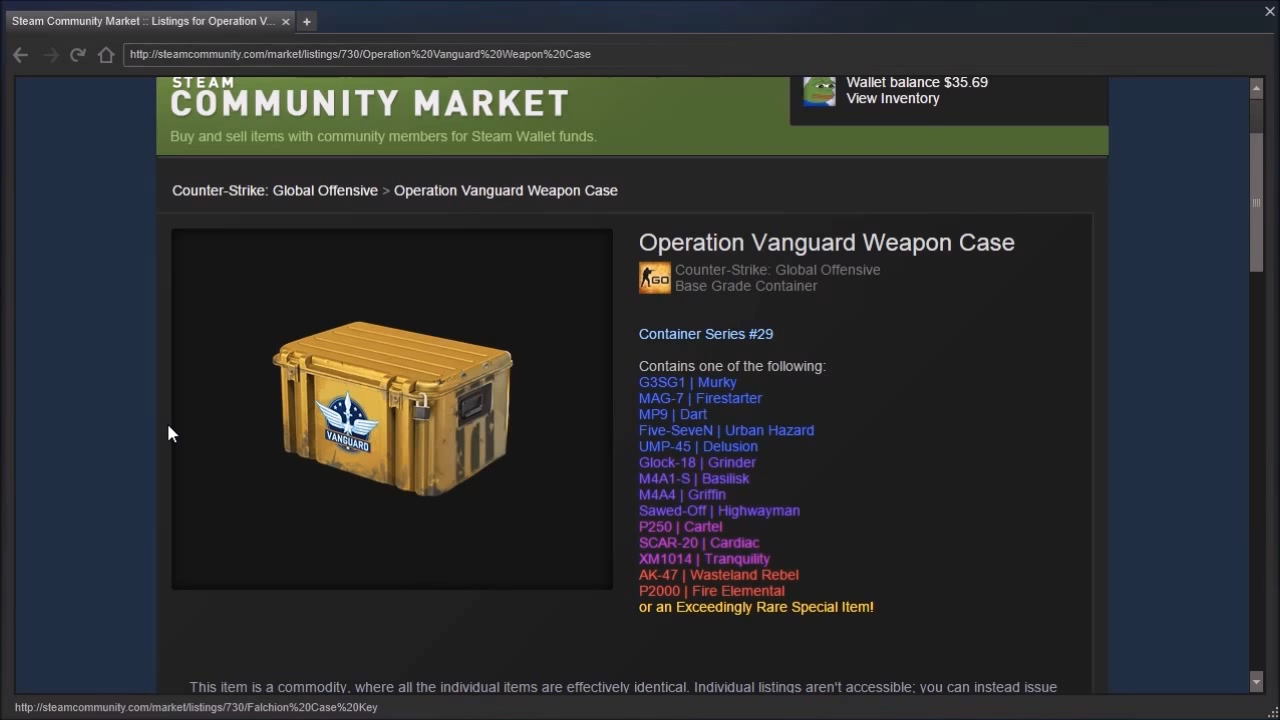 Steam Community Market :: Listings for Operation V...
http://steamcommunity.com/market/listings/730/Operation%20Vanguard%20Weapon%20Case
STEAM
COMMUNITY MARKET
Buy and sell items with community members for Steam Wallet funds.
Wallet balance $35.69
View Inventory
Counter-Strike: Global Offensive > Operation Vanguard Weapon Case
VANGUARD
Operation Vanguard Weapon Case
GO
Counter-Strike: Global Offensive
Base Grade Container
Container Series #29
Contains one of the following:
G3SG1 | Murky
MAG-7 | Firestarter
MP9 | Dart
Five-SeveN | Urban Hazard
UMP-45 | Delusion
Glock-18 | Grinder
M4A1-S | Basilisk
M4A4 | Griffin
Sawed-Off | Highwayman
P250 | Cartel
SCAR-20 | Cardiac
XM1014 | Tranquility
AK-47 | Wasteland Rebel
P2000 | Fire Elemental
or an Exceedingly Rare Special Item!
This item is a commodity, where all the individual items are effectively identical. Individual listings aren't accessible; you can instead issue
http://steamcommunity.com/market/listings/730/Falchion%20Case%20Key